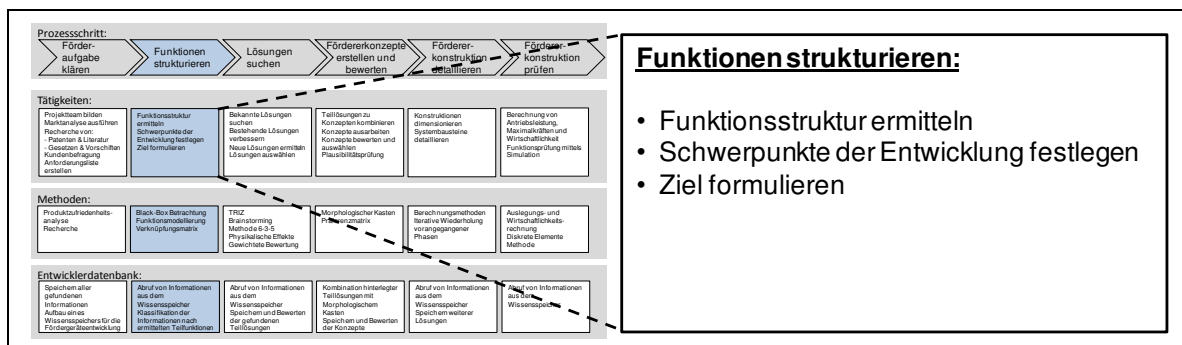 Prozessschritt:
Förder-
aufgabe
klären
Funktionen
strukturieren
Lösungen
suchen
Fördererkonzepte
erstellen und
bewerten
Förderer-
konstruktion
detaillieren
Förderer-
konstruktion
prüfen
Tätigkeiten:
Projektteam bilden
Marktanalyse ausführen
Recherche von:
- Patenten & Literatur
- Gesetzen & Vorschriften
Kundenbefragung
Anforderungsliste
erstellen
Funktionsstruktur
ermitteln
Schwerpunkte der
Entwicklung festlegen
Ziel formulieren
Bekannte Lösungen
suchen
Bestehende Lösungen
verbessern
Neue Lösungen ermitteln
Lösungen auswählen
Teillösungen zu
Konzepten kombinieren
Konzepte ausarbeiten
Konzepte bewerten und
auswählen
Plausibilitätsprüfung
Konstruktionen
dimensionieren
Systembausteine
detaillieren
Berechnung von
Antriebsleistung,
Maximalkräften und
Wirtschaftlichkeit
Funktionsprüfung mittels
Simulation
Methoden:
Produktzufriedenheits-
analyse
Recherche
Black-Box Betrachtung
Funktionsmodellierung
Verknüpfungsmatrix
TRIZ
Brainstorming
Methode 6-3-5
Physikalische Effekte
Gewichtete Bewertung
Morphologischer Kasten
Präferenzmatrix
Berechnungsmethoden
Iterative Wiederholung
vorangegangener
Phasen
Auslegungs- und
Wirtschaftlichkeits-
rechnung
Diskrete Elemente
Methode
Entwicklerdatenbank:
Speichern aller
gefundenen
Informationen
Aufbau eines
Wissensspeichers für die
Fördergeräteentwicklung
Abruf von Informationen
aus dem
Wissensspeicher
Klassifikation der
Informationen nach
ermittelten Teilfunktionen
Abruf von Informationen
aus dem
Wissensspeicher
Speichern und Bewerten
der gefundenen
Teillösungen
Kombination hinterlegter
Teillösungen mit
Morphologischem
Kasten
Speichern und Bewerten
der Konzepte
Abruf von Informationen
aus dem
Wissensspeicher
Speichern weiterer
Lösungen
Abruf von Informationen
aus dem
Wissensspeicher
Funktionen strukturieren:
• Funktionsstruktur ermitteln
• Schwerpunkte der Entwicklung festlegen
• Ziel formulieren